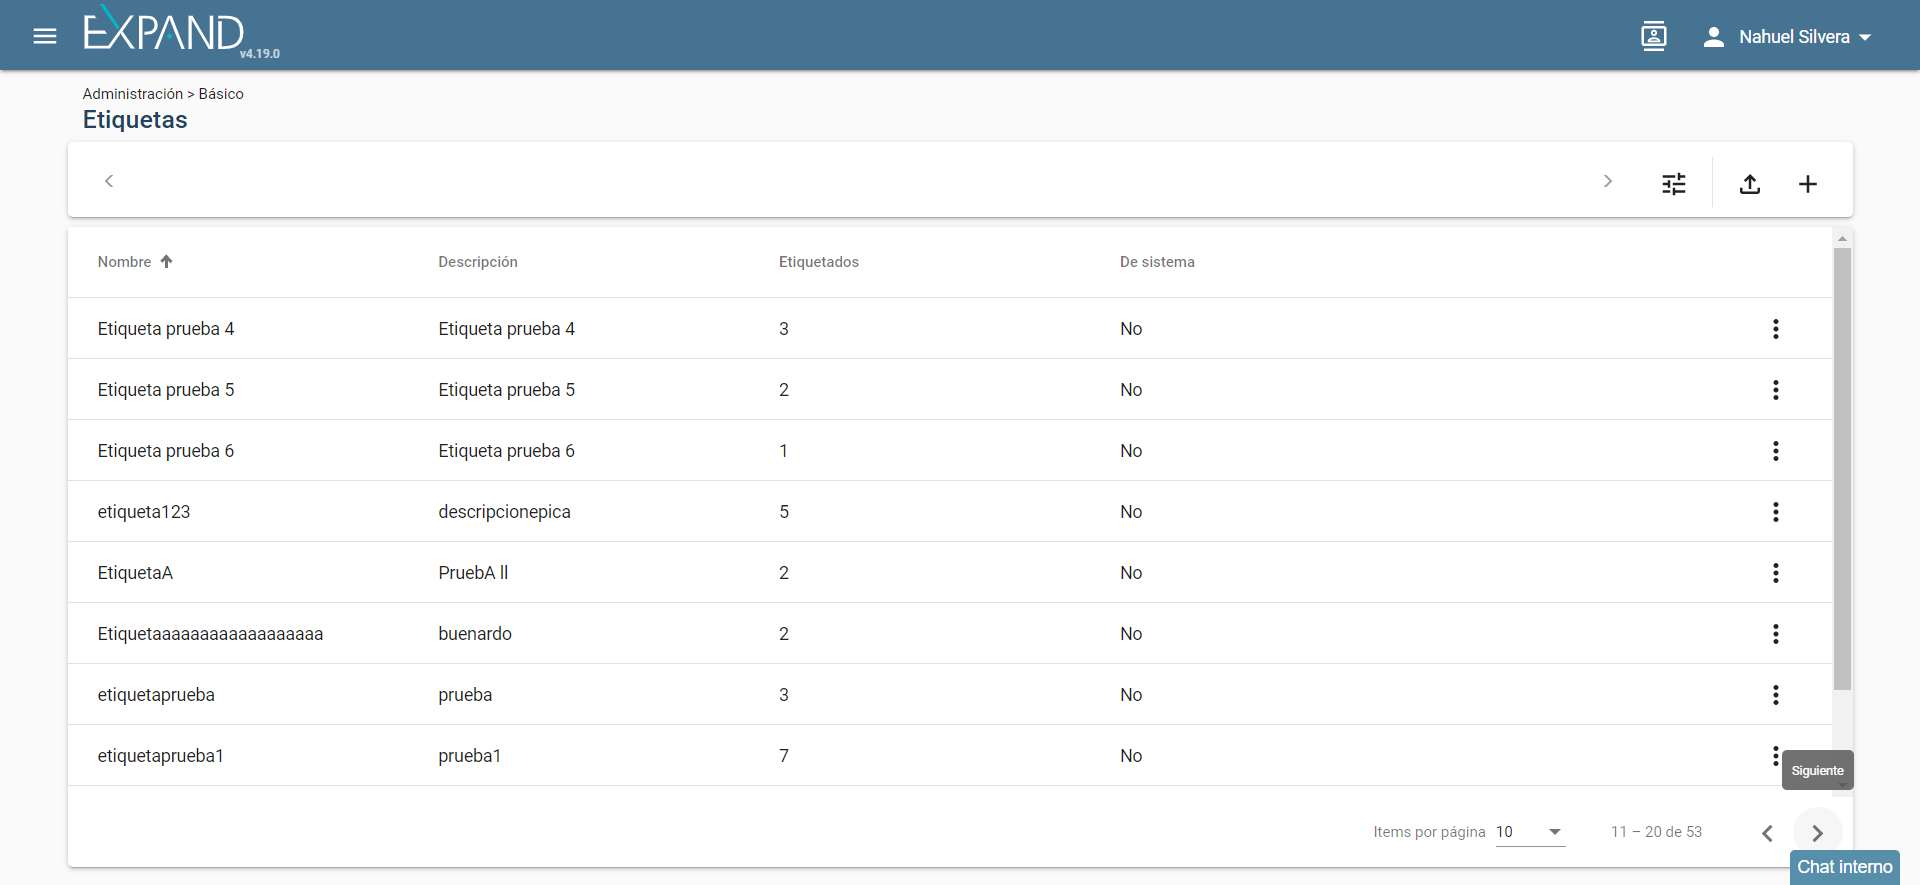 EXPAND
v4.19.0
Nahuel Silvera
Administración > Básico
Etiquetas
Nombre Descripción Etiquetados De sistema
Etiqueta prueba 4 Etiqueta prueba 4 3 No
Etiqueta prueba 5 Etiqueta prueba 5 2 No
Etiqueta prueba 6 Etiqueta prueba 6 1 No
etiqueta123 descripcionepica 5 No
EtiquetaA PruebA ll 2 No
Etiquetaaaaaaaaaaaaaaaaaaa buenardo 2 No
etiquetaprueba prueba 3 No
etiquetaprueba1 prueba1 7 No
Siguiente
Items por página 10 11 – 20 de 53
Chat interno